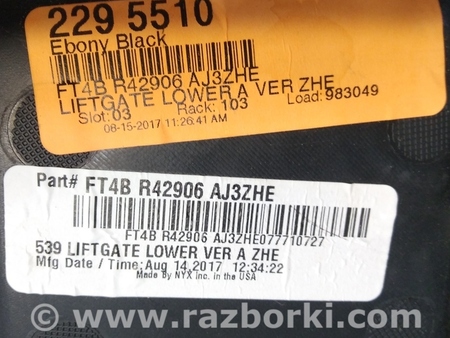 229 5510
Ebony Black
FT4B R42906 AJ3ZHE
LIFTGATE LOWER A VER ZHE
Slot: 03 Rack: 103 Load: 983049
08-15-2017 11:26:41 AM
Part# FT4B R42906 AJ3ZHE
FT4B R42906 AJ3ZHE077710727
539 LIFTGATE LOWER VER A ZHE
Mfg Date / Time: Aug 14,2017 12:34:22
Made By NYX Inc. in the USA
www.razborki.com